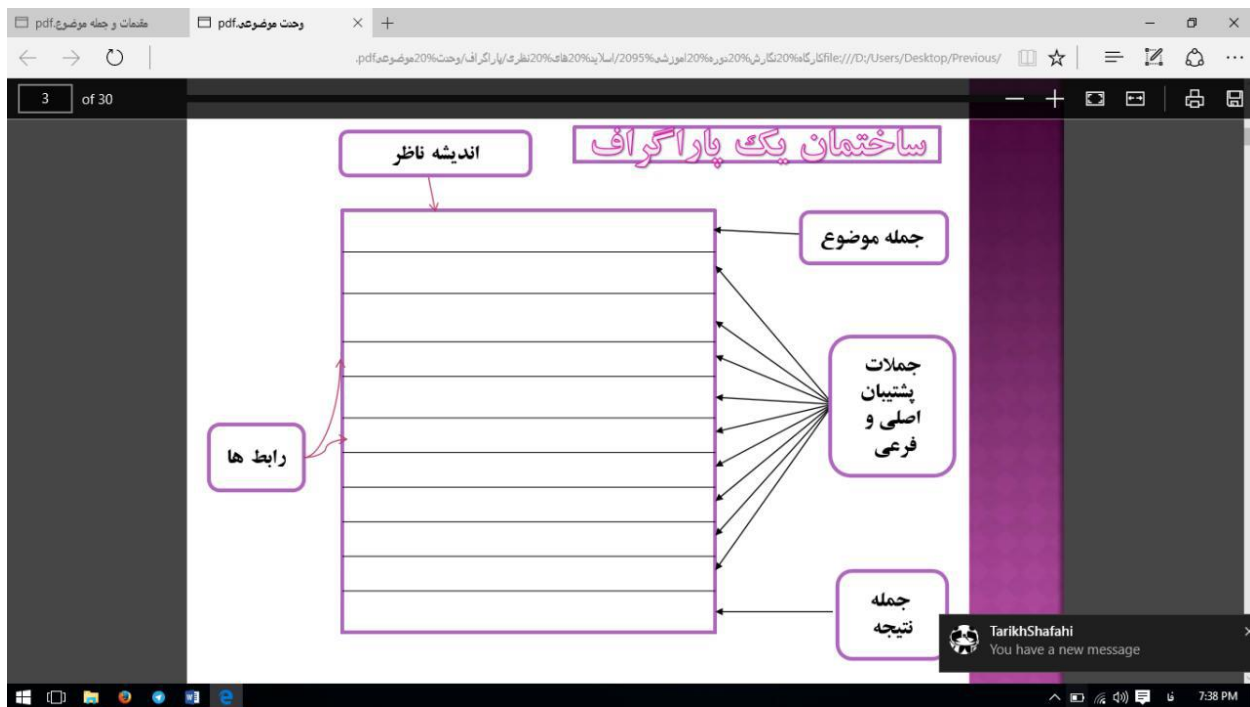 مقدمات و جمله موضوع.pdf
وحدت موضوعی.pdf
3 of 30
ساختمان یک پاراگراف
اندیشه ناظر
جمله موضوع
جملات
پشتیبان
اصلی و
فرعی
رابط ها
جمله
نتیجه
TarikhShafahi
You have a new message
فا
7:38 PM